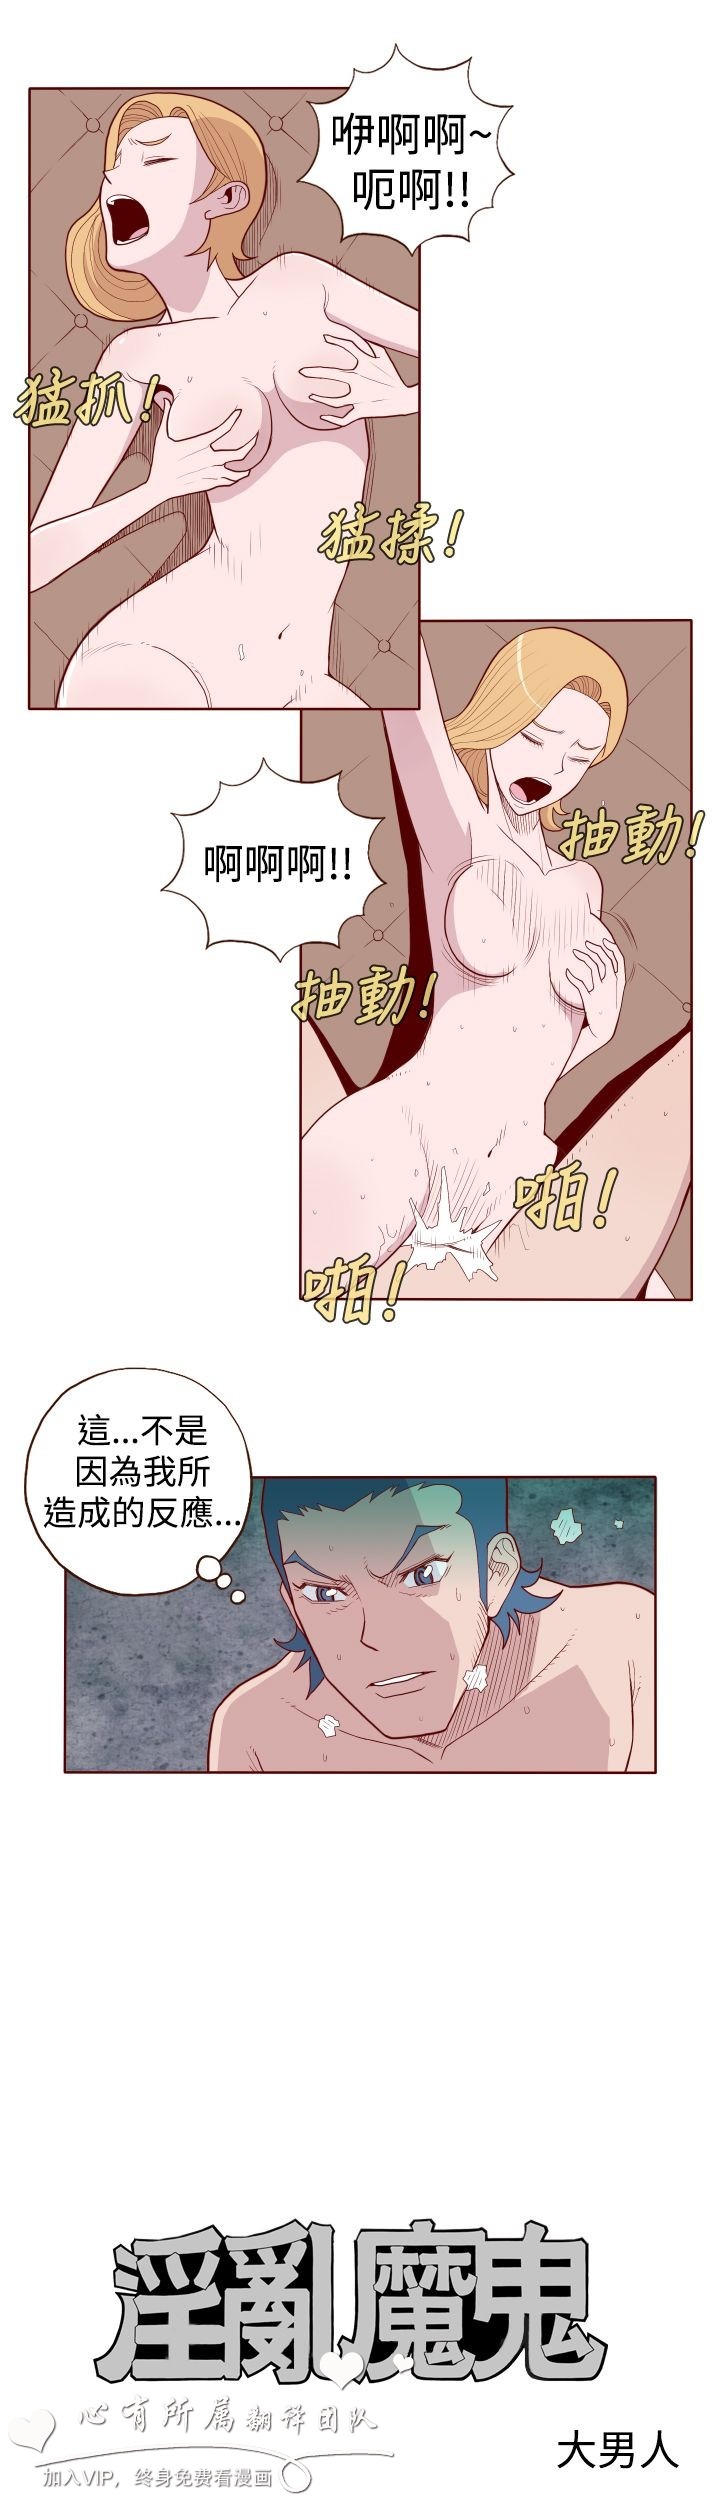 咿啊啊~
呃啊!!
猛抓!
猛揉!
啊啊啊!!
抽動!
抽動!
啪!
啪!
這...不是
因為我所
造成的反應...
淫亂魔鬼
心有所属翻译团队
加入VIP，终身免费看漫画
大男人